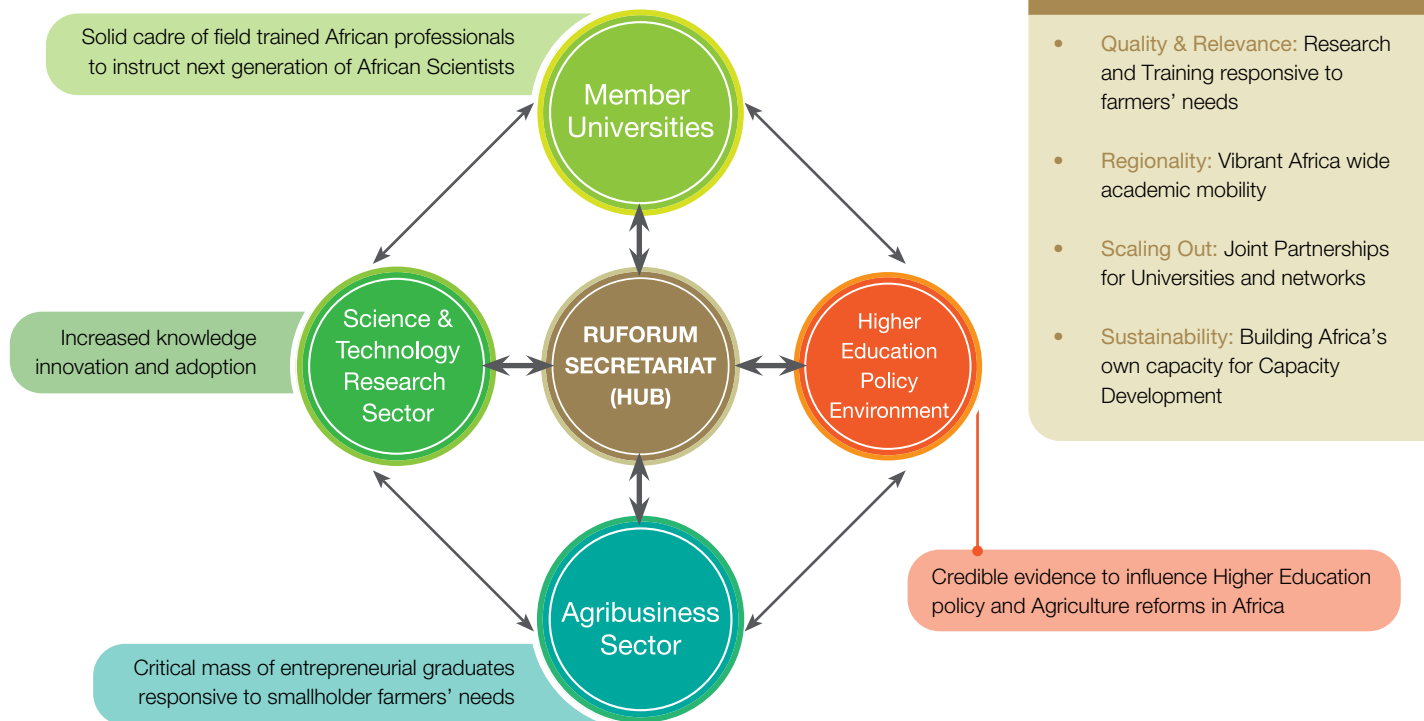 Solid cadre of field trained African professionals
to instruct next generation of African Scientists
Member
Universities
Increased knowledge
innovation and adoption
Science &
Technology
Research
Sector
RUFORUM
SECRETARIAT
(HUB)
Higher
Education
Policy
Environment
Credible evidence to influence Higher Education
policy and Agriculture reforms in Africa
Agribusiness
Sector
Critical mass of entrepreneurial graduates
responsive to smallholder farmers’ needs
• Quality & Relevance: Research
and Training responsive to
farmers’ needs
• Regionality: Vibrant Africa wide
academic mobility
• Scaling Out: Joint Partnerships
for Universities and networks
• Sustainability: Building Africa’s
own capacity for Capacity
Development